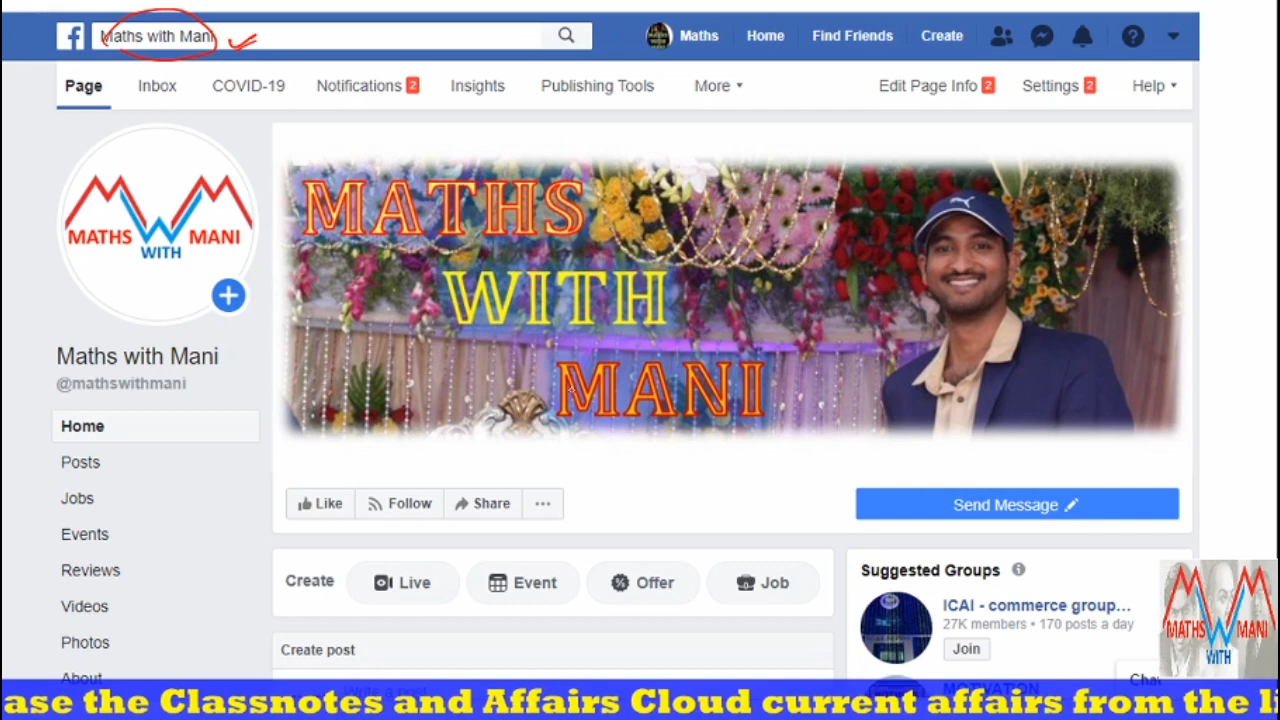 Maths with Mani
Maths Home Find Friends Create
Page Inbox COVID-19 Notifications 2 Insights Publishing Tools More Edit Page Info 2 Settings 2 Help
MATHS
WITH
MANI
MATHS WITH MANI
Maths with Mani
@mathswithmani
Home
Posts
Jobs
Events
Reviews
Videos
Photos
About
Like Follow Share ...
Send Message
Create Live Event Offer Job
Create post
Write a post
Suggested Groups
ICAI - commerce group...
27K members • 170 posts a day
Join
MOTIVATION
MATHS WITH MANI
ase the Classnotes and Affairs Cloud current affairs from the